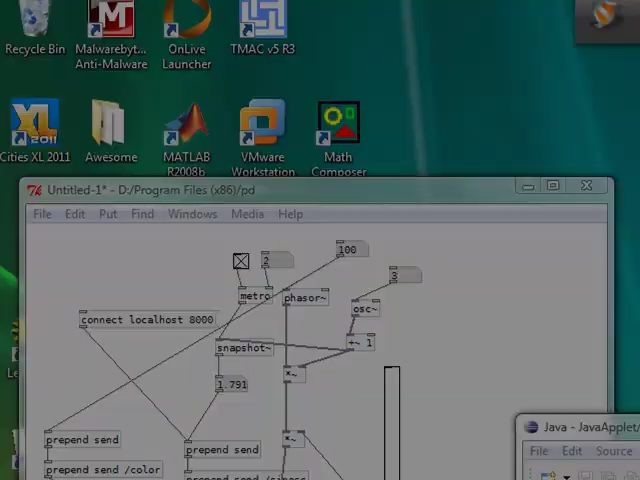 Recycle Bin
Malwareby t...
Anti-Malware
OnLive
Launcher
TMAC v5 R3
XL
2011
Cities XL 2011
Awesome
MATLAB
R2008b
VMware
Workstation
Math
Composer
Untitled-1* - D:/Program Files (x86)/pd
File Edit Put Find Windows Media Help
100
2
3
metro
phasor~
osc~
connect localhost 8000
+~ 1
snapshot~
*~
1.791
Java - JavaApplet/
prepend send
*~
prepend send
File Edit Source
prepend send /color